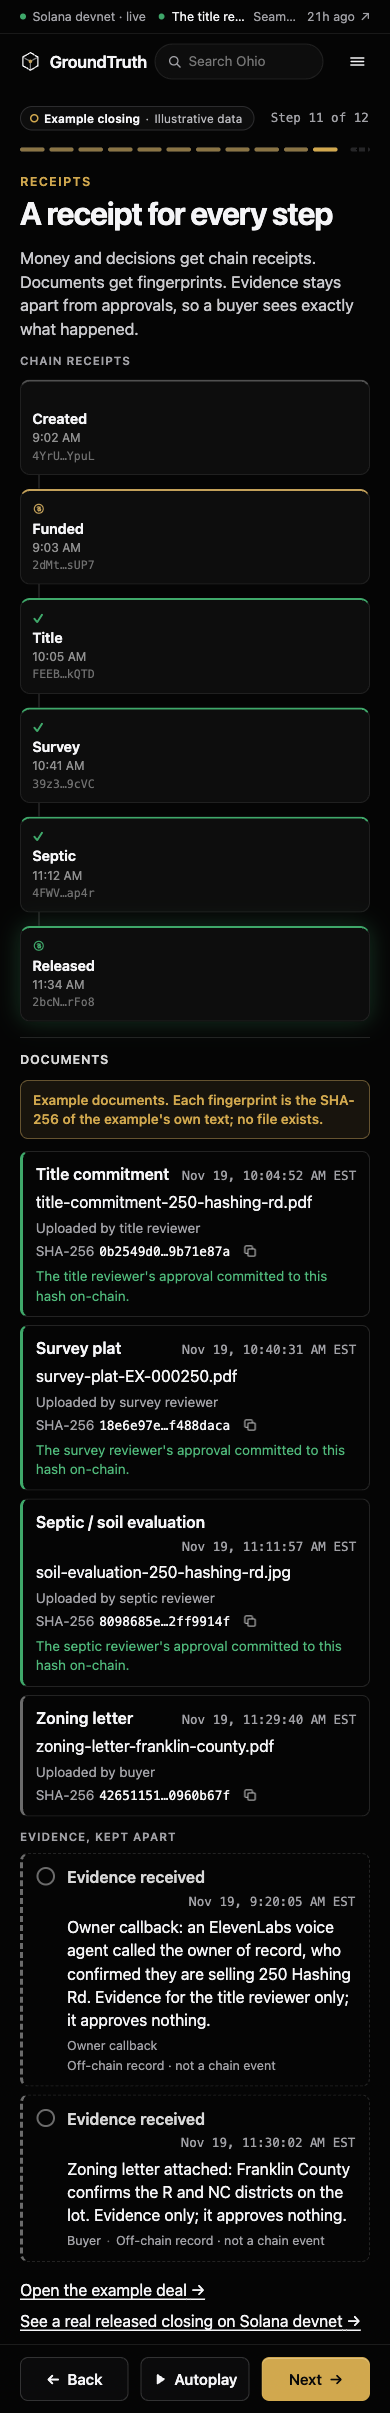 Solana devnet · live
The title re… Seam… 21h ago ↗
GroundTruth
Search Ohio
Example closing · Illustrative data
Step 11 of 12
RECEIPTS
A receipt for every step
Money and decisions get chain receipts.
Documents get fingerprints. Evidence stays
apart from approvals, so a buyer sees exactly
what happened.
CHAIN RECEIPTS
Created
9:02 AM
4YrU…YpuL
Funded
9:03 AM
2dMt…sUP7
Title
10:05 AM
FEEB…kQTD
Survey
10:41 AM
39z3…9cVC
Septic
11:12 AM
4FWV…ap4r
Released
11:34 AM
2bcN…rFo8
DOCUMENTS
Example documents. Each fingerprint is the SHA-
256 of the example's own text; no file exists.
Title commitment Nov 19, 10:04:52 AM EST
title-commitment-250-hashing-rd.pdf
Uploaded by title reviewer
SHA-256 0b2549d0…9b71e87a
The title reviewer's approval committed to this
hash on-chain.
Survey plat Nov 19, 10:40:31 AM EST
survey-plat-EX-000250.pdf
Uploaded by survey reviewer
SHA-256 18e6e97e…f488daca
The survey reviewer's approval committed to this
hash on-chain.
Septic / soil evaluation
Nov 19, 11:11:57 AM EST
soil-evaluation-250-hashing-rd.jpg
Uploaded by septic reviewer
SHA-256 8098685e…2ff9914f
The septic reviewer's approval committed to this
hash on-chain.
Zoning letter Nov 19, 11:29:40 AM EST
zoning-letter-franklin-county.pdf
Uploaded by buyer
SHA-256 42651151…0960b67f
EVIDENCE, KEPT APART
Evidence received
Nov 19, 9:20:05 AM EST
Owner callback: an ElevenLabs voice
agent called the owner of record, who
confirmed they are selling 250 Hashing
Rd. Evidence for the title reviewer only;
it approves nothing.
Owner callback
Off-chain record · not a chain event
Evidence received
Nov 19, 11:30:02 AM EST
Zoning letter attached: Franklin County
confirms the R and NC districts on the
lot. Evidence only; it approves nothing.
Buyer · Off-chain record · not a chain event
Open the example deal →
See a real released closing on Solana devnet →
← Back
Autoplay
Next →